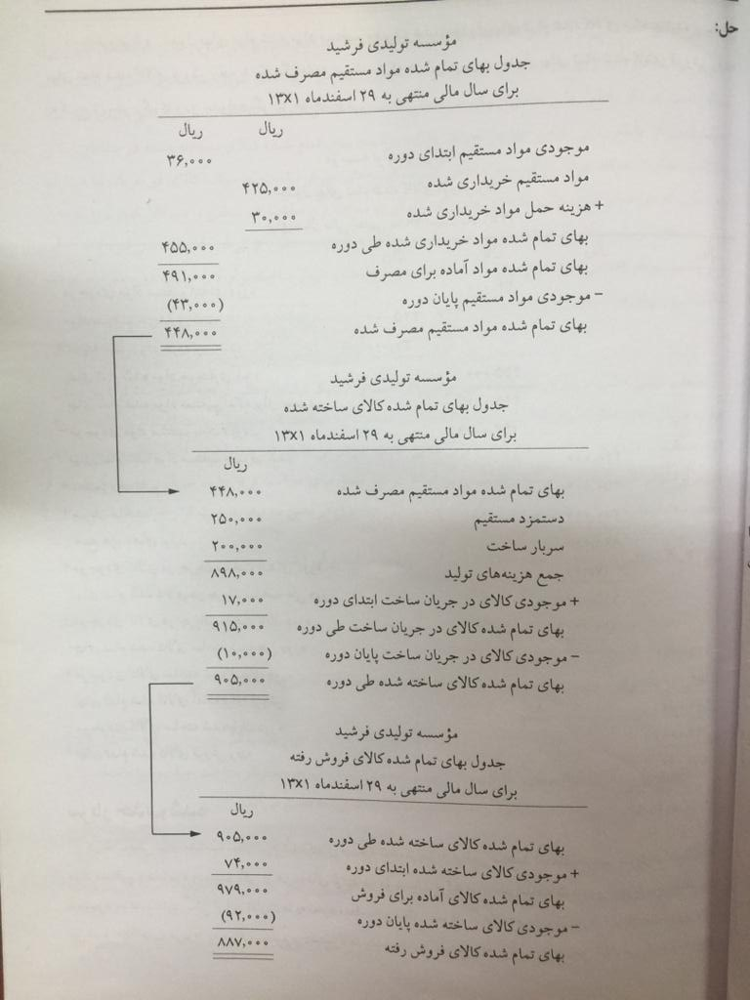 حل:
مؤسسه تولیدی فرشید
جدول بهای تمام شده مواد مستقیم مصرف شده
برای سال مالی منتهی به ۲۹ اسفندماه ۱۳x۱
ریال ریال
موجودی مواد مستقیم ابتدای دوره ۳۶,۰۰۰
مواد مستقیم خریداری شده ۴۲۵,۰۰۰
+ هزینه حمل مواد خریداری شده ۳۰,۰۰۰
بهای تمام شده مواد خریداری شده طی دوره ۴۵۵,۰۰۰
بهای تمام شده مواد آماده برای مصرف ۴۹۱,۰۰۰
− موجودی مواد مستقیم پایان دوره (۴۳,۰۰۰)
بهای تمام شده مواد مستقیم مصرف شده ۴۴۸,۰۰۰
مؤسسه تولیدی فرشید
جدول بهای تمام شده کالای ساخته شده
برای سال مالی منتهی به ۲۹ اسفندماه ۱۳x۱
ریال
بهای تمام شده مواد مستقیم مصرف شده ۴۴۸,۰۰۰
دستمزد مستقیم ۲۵۰,۰۰۰
سربار ساخت ۲۰۰,۰۰۰
جمع هزینه‌های تولید ۸۹۸,۰۰۰
+ موجودی کالای در جریان ساخت ابتدای دوره ۱۷,۰۰۰
بهای تمام شده کالای در جریان ساخت طی دوره ۹۱۵,۰۰۰
− موجودی کالای در جریان ساخت پایان دوره (۱۰,۰۰۰)
بهای تمام شده کالای ساخته شده طی دوره ۹۰۵,۰۰۰
مؤسسه تولیدی فرشید
جدول بهای تمام شده کالای فروش رفته
برای سال مالی منتهی به ۲۹ اسفندماه ۱۳x۱
ریال
بهای تمام شده کالای ساخته شده طی دوره ۹۰۵,۰۰۰
+ موجودی کالای ساخته شده ابتدای دوره ۷۴,۰۰۰
بهای تمام شده کالای آماده برای فروش ۹۷۹,۰۰۰
− موجودی کالای ساخته شده پایان دوره (۹۲,۰۰۰)
بهای تمام شده کالای فروش رفته ۸۸۷,۰۰۰